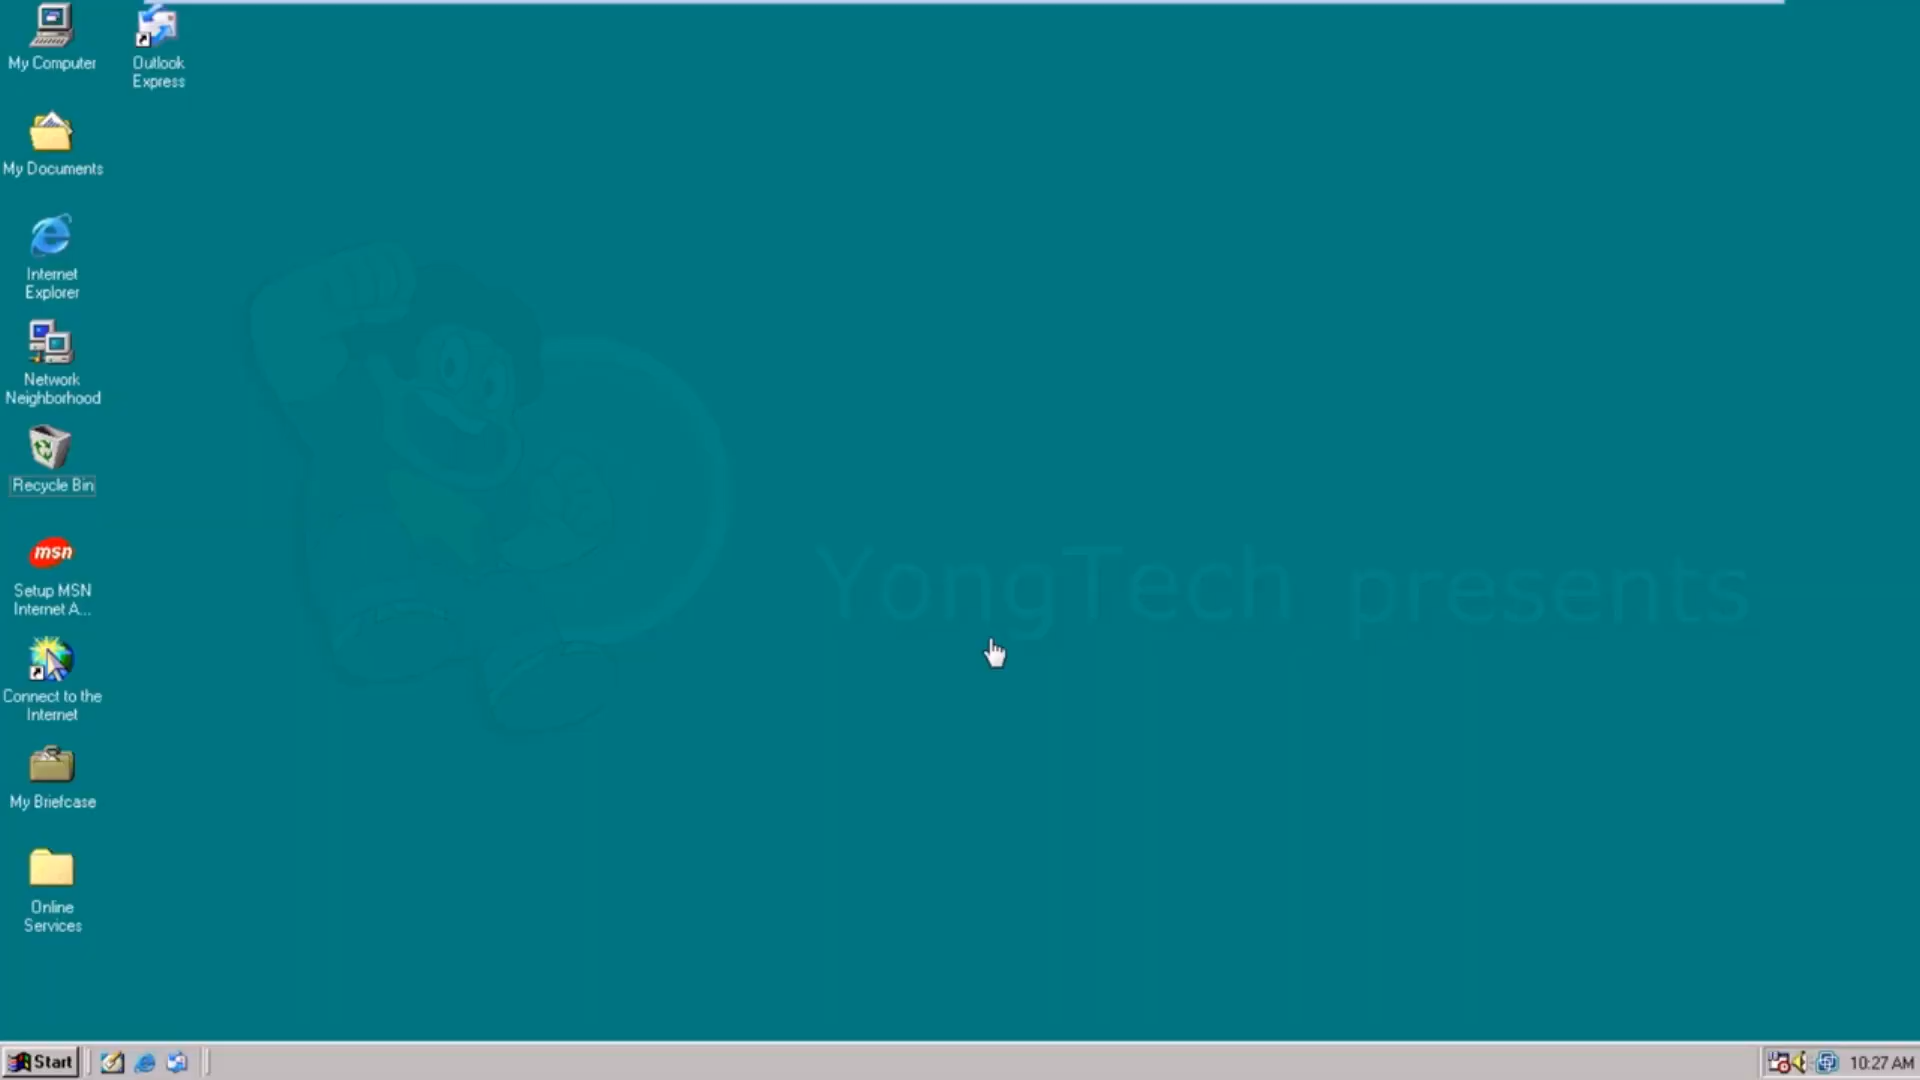 My Computer
Outlook
Express
My Documents
Internet
Explorer
Network
Neighborhood
Recycle Bin
msn
Setup MSN
Internet A...
Connect to the
Internet
My Briefcase
Online
Services
YongTech presents
Start
10:27 AM